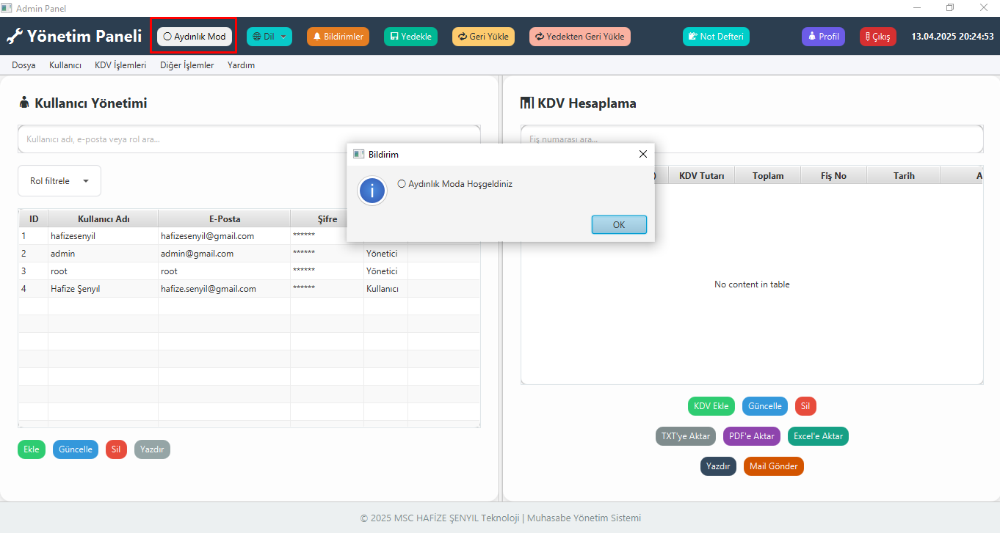 Admin Panel
Yönetim Paneli
Aydınlık Mod
Dil
Bildirimler
Yedekle
Geri Yükle
Yedekten Geri Yükle
Not Defteri
Profil
Çıkış
13.04.2025 20:24:53
Dosya Kullanıcı KDV İşlemleri Diğer İşlemler Yardım
Kullanıcı Yönetimi
Kullanıcı adı, e-posta veya rol ara...
Rol filtrele
ID Kullanıcı Adı E-Posta Şifre
1 hafizesenyil hafizesenyil@gmail.com ******
2 admin admin@gmail.com ****** Yönetici
3 root root ****** Yönetici
4 Hafize Şenyıl hafize.senyil@gmail.com ****** Kullanıcı
Ekle Güncelle Sil Yazdır
Bildirim
i
Aydınlık Moda Hoşgeldiniz
OK
KDV Hesaplama
Fiş numarası ara...
) KDV Tutarı Toplam Fiş No Tarih A
No content in table
KDV Ekle Güncelle Sil
TXT'ye Aktar PDF'e Aktar Excel'e Aktar
Yazdır Mail Gönder
© 2025 MSC HAFİZE ŞENYIL Teknoloji | Muhasabe Yönetim Sistemi